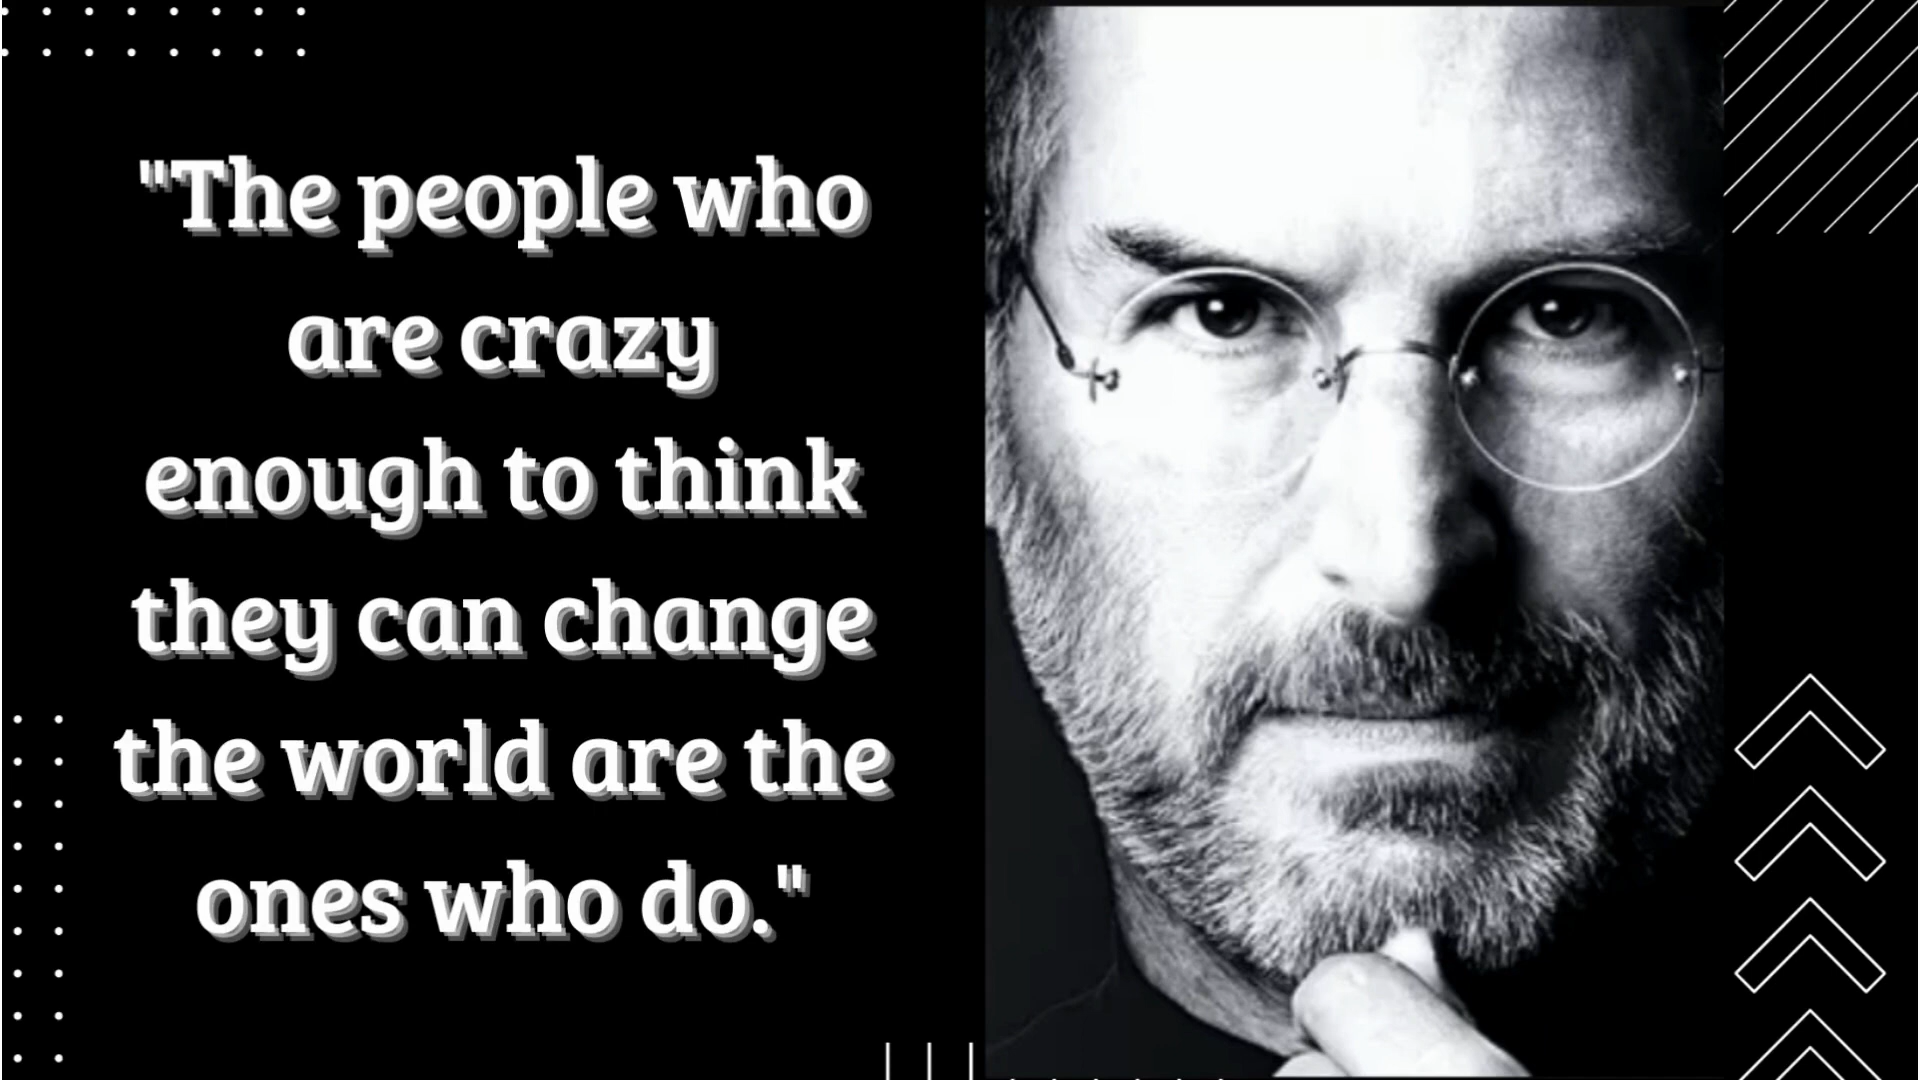 "The people who
are crazy
enough to think
they can change
the world are the
ones who do."